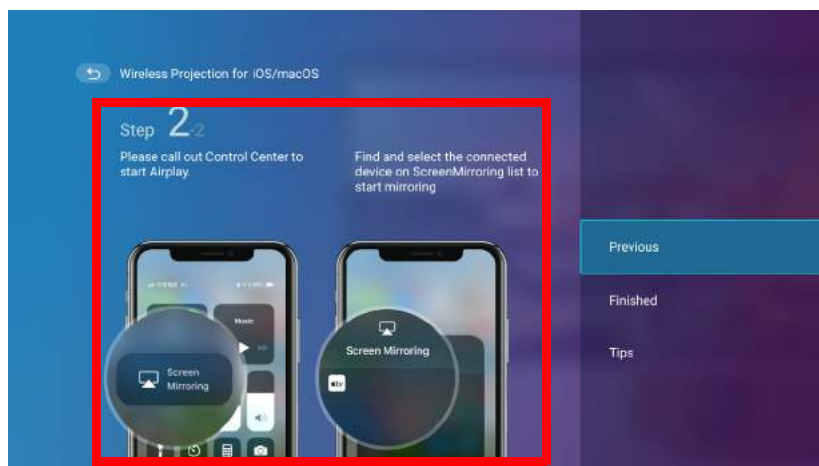 Wireless Projection for iOS/macOS
Step 2-2
Please call out Control Center to
start Airplay.
Find and select the connected
device on ScreenMirroring list to
start mirroring
Music
Screen
Mirroring
Screen Mirroring
tv
Previous
Finished
Tips